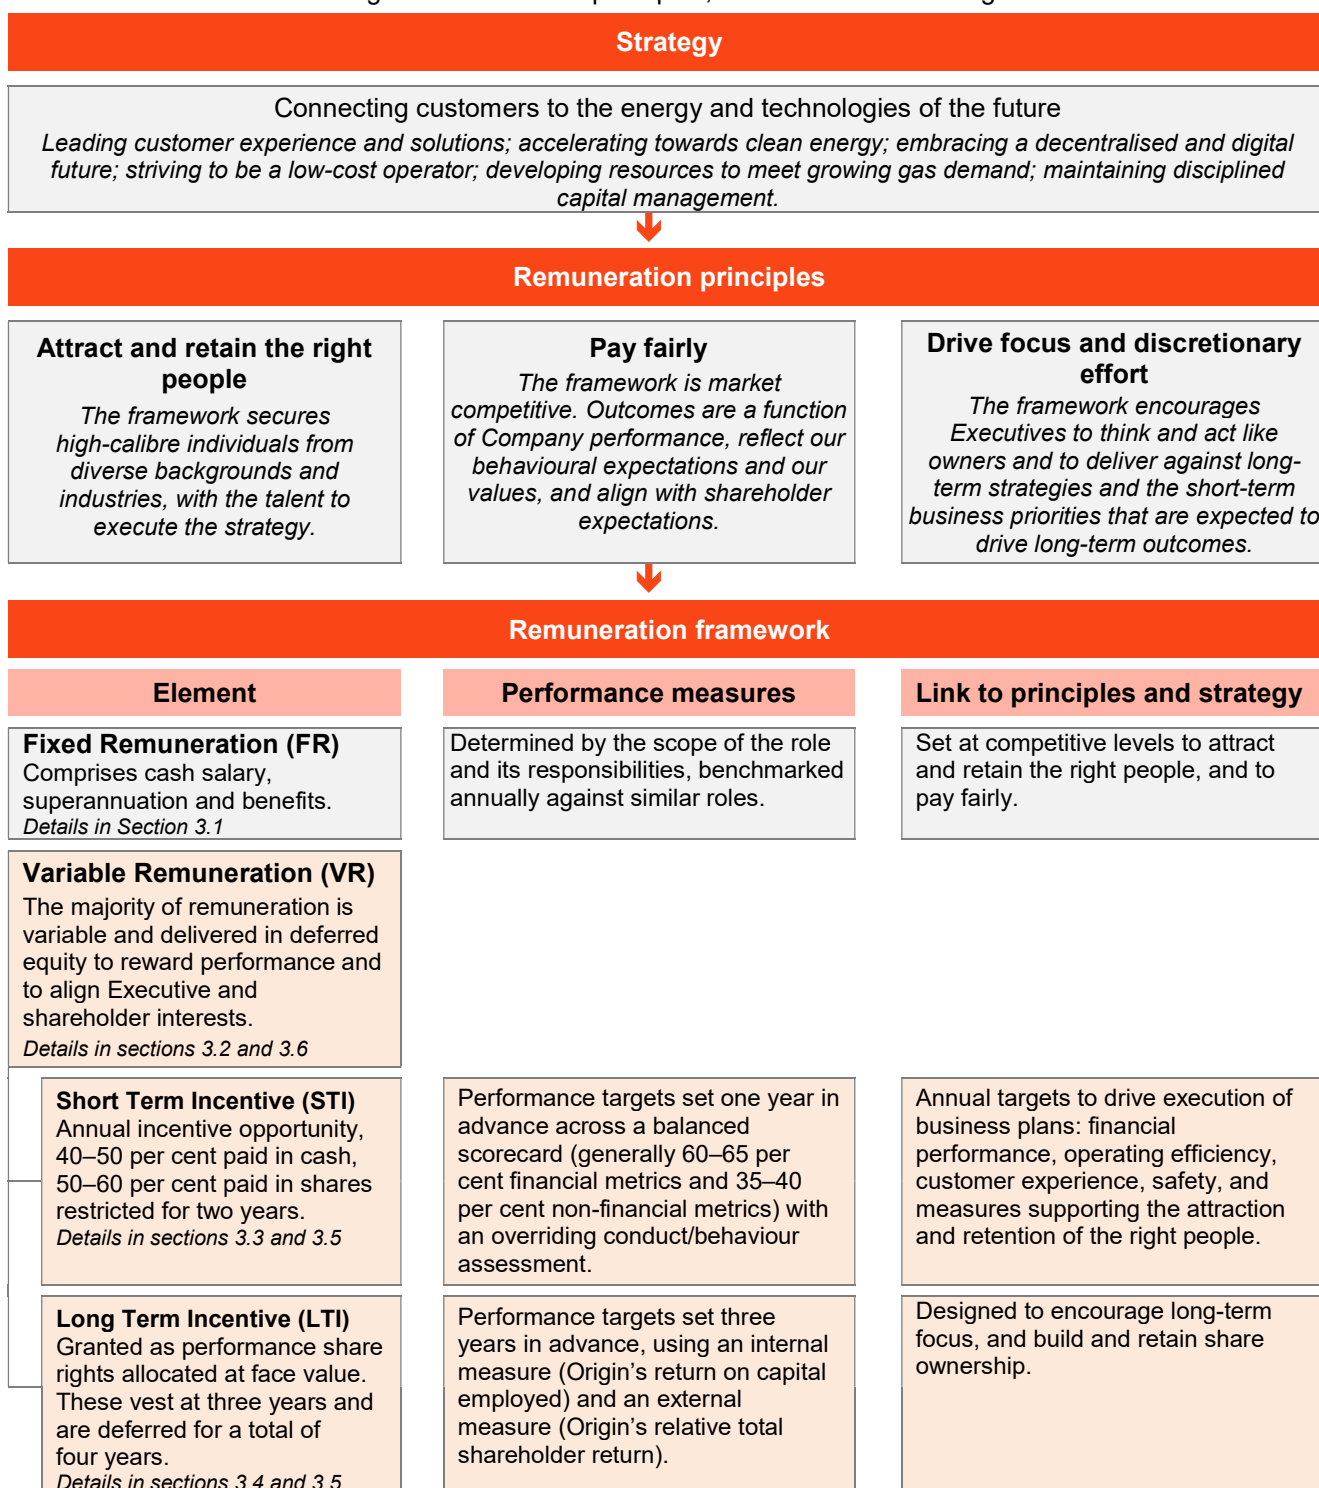 Strategy
Connecting customers to the energy and technologies of the future
Leading customer experience and solutions; accelerating towards clean energy; embracing a decentralised and digital
future; striving to be a low-cost operator; developing resources to meet growing gas demand; maintaining disciplined
capital management.
Remuneration principles
Attract and retain the right
people
The framework secures
high-calibre individuals from
diverse backgrounds and
industries, with the talent to
execute the strategy.
Pay fairly
The framework is market
competitive. Outcomes are a function
of Company performance, reflect our
behavioural expectations and our
values, and align with shareholder
expectations.
Drive focus and discretionary
effort
The framework encourages
Executives to think and act like
owners and to deliver against long-
term strategies and the short-term
business priorities that are expected to
drive long-term outcomes.
Remuneration framework
Element
Performance measures
Link to principles and strategy
Fixed Remuneration (FR)
Comprises cash salary,
superannuation and benefits.
Details in Section 3.1
Determined by the scope of the role
and its responsibilities, benchmarked
annually against similar roles.
Set at competitive levels to attract
and retain the right people, and to
pay fairly.
Variable Remuneration (VR)
The majority of remuneration is
variable and delivered in deferred
equity to reward performance and
to align Executive and
shareholder interests.
Details in sections 3.2 and 3.6
Short Term Incentive (STI)
Annual incentive opportunity,
40–50 per cent paid in cash,
50–60 per cent paid in shares
restricted for two years.
Details in sections 3.3 and 3.5
Performance targets set one year in
advance across a balanced
scorecard (generally 60–65 per
cent financial metrics and 35–40
per cent non-financial metrics) with
an overriding conduct/behaviour
assessment.
Annual targets to drive execution of
business plans: financial
performance, operating efficiency,
customer experience, safety, and
measures supporting the attraction
and retention of the right people.
Long Term Incentive (LTI)
Granted as performance share
rights allocated at face value.
These vest at three years and
are deferred for a total of
four years.
Details in sections 3.4 and 3.5
Performance targets set three
years in advance, using an internal
measure (Origin's return on capital
employed) and an external
measure (Origin's relative total
shareholder return).
Designed to encourage long-term
focus, and build and retain share
ownership.